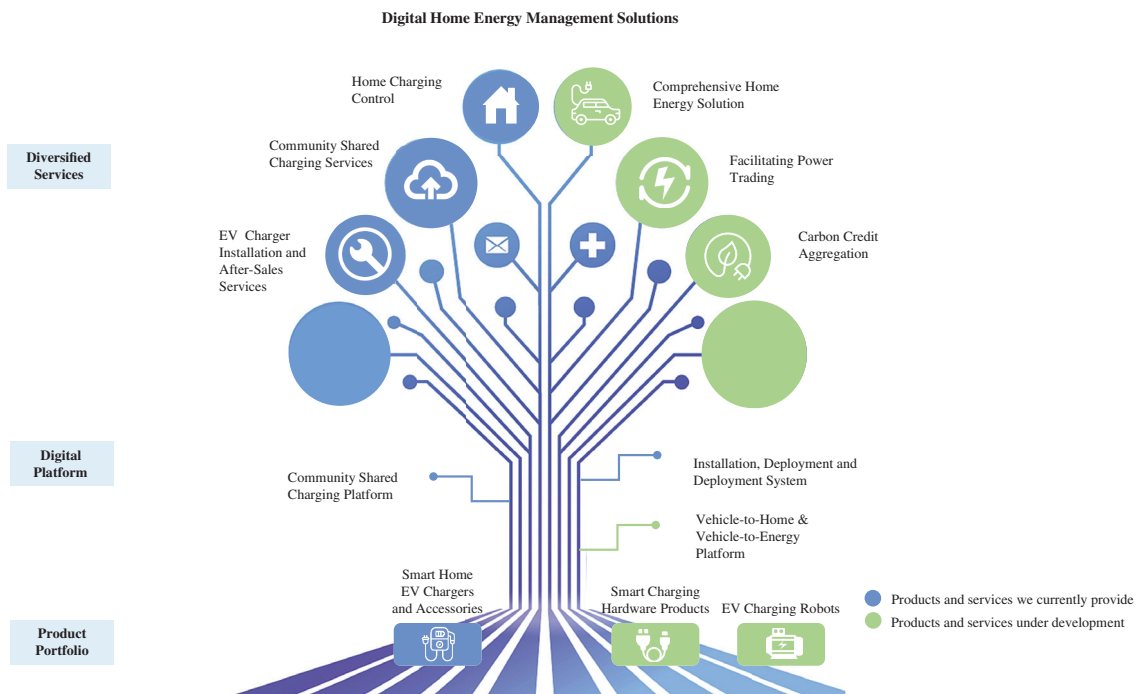 Digital Home Energy Management Solutions
Home Charging
Control
Comprehensive Home
Energy Solution
Diversified
Services
Community Shared
Charging Services
Facilitating Power
Trading
EV Charger
Installation and
After-Sales
Services
Carbon Credit
Aggregation
Digital
Platform
Community Shared
Charging Platform
Installation, Deployment and
Deployment System
Vehicle-to-Home &
Vehicle-to-Energy
Platform
Product
Portfolio
Smart Home
EV Chargers
and Accessories
Smart Charging
Hardware Products
EV Charging Robots
Products and services we currently provide
Products and services under development